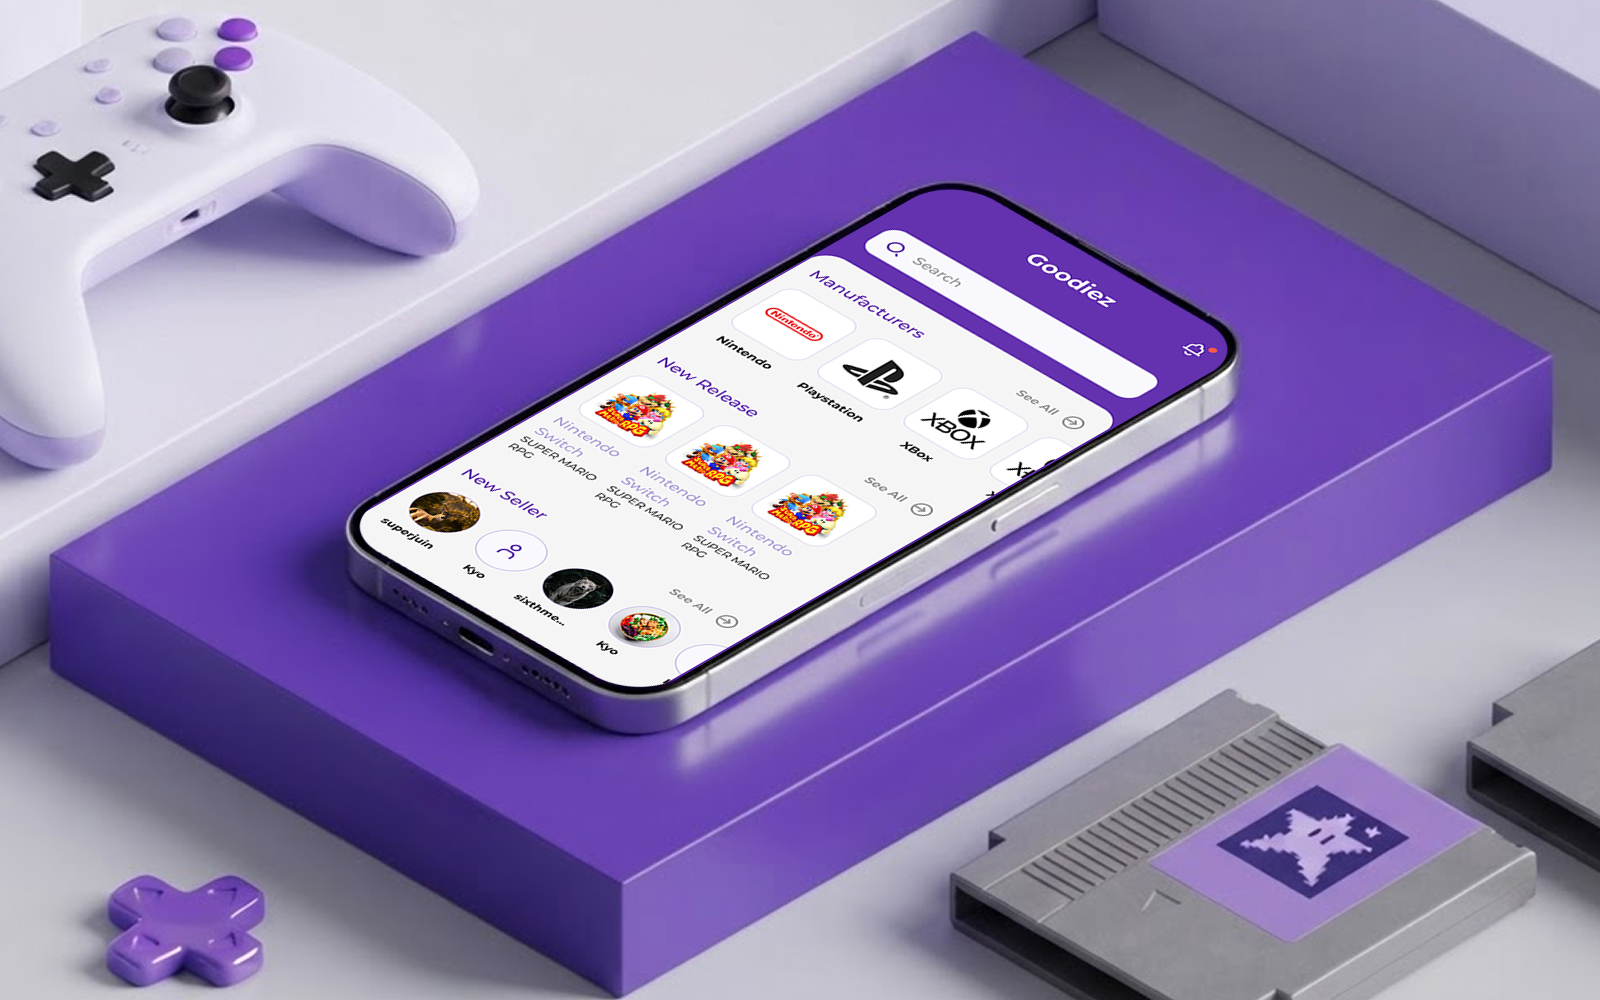 Goodiez
Search
Manufacturers
See All
Nintendo
XBOX
Nintendo
Playstation
XBox
New Release
See All
Nintendo
Switch
SUPER MARIO
RPG
Nintendo
Switch
SUPER MARIO
RPG
Nintendo
Switch
SUPER MARIO
RPG
New Seller
See All
superjuin
Kyo
sixthme...
Kyo